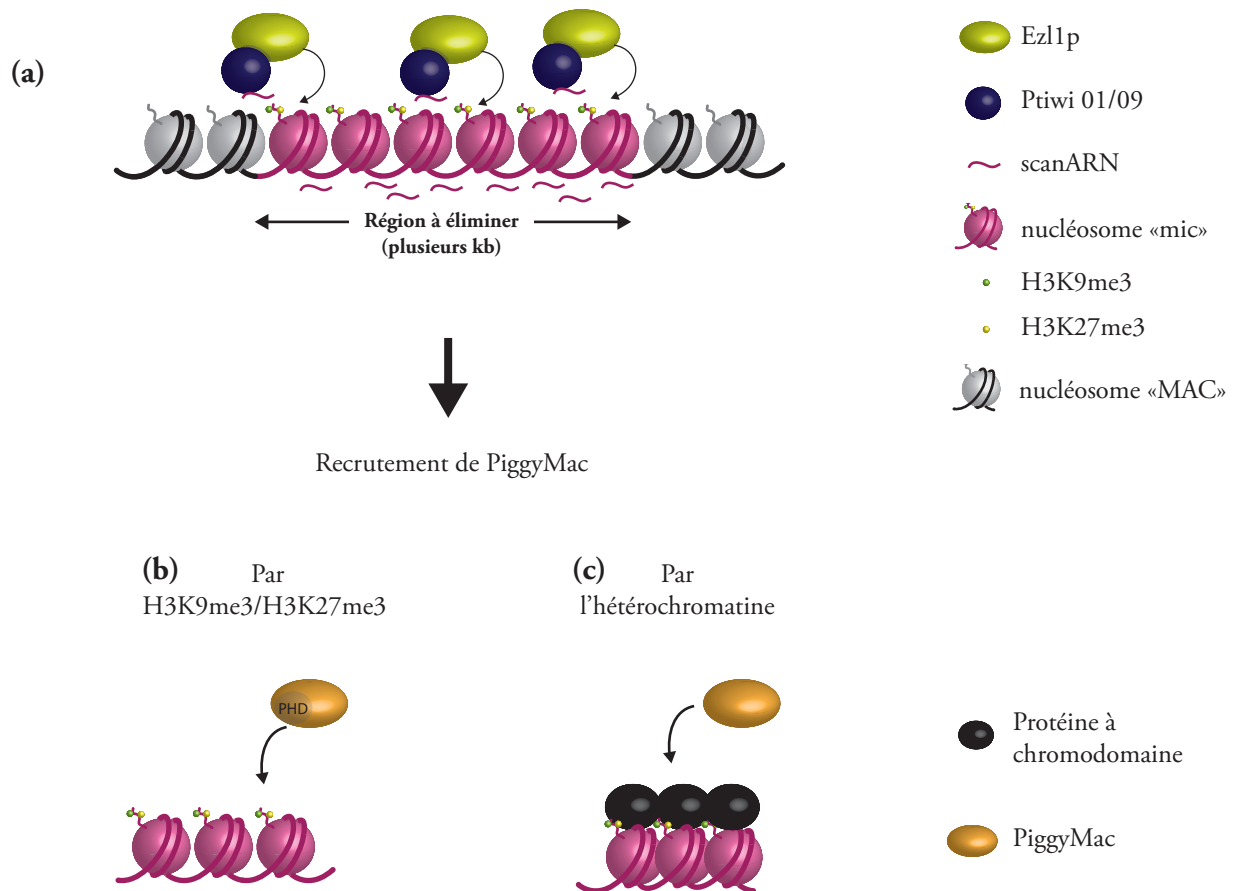 (a)
Région à éliminer
(plusieurs kb)
Ezl1p
Ptiwi 01/09
scanARN
nucléosome «mic»
H3K9me3
H3K27me3
nucléosome «MAC»
Recrutement de PiggyMac
(b) Par
H3K9me3/H3K27me3
PHD
(c) Par
l’hétérochromatine
Protéine à
chromodomaine
PiggyMac